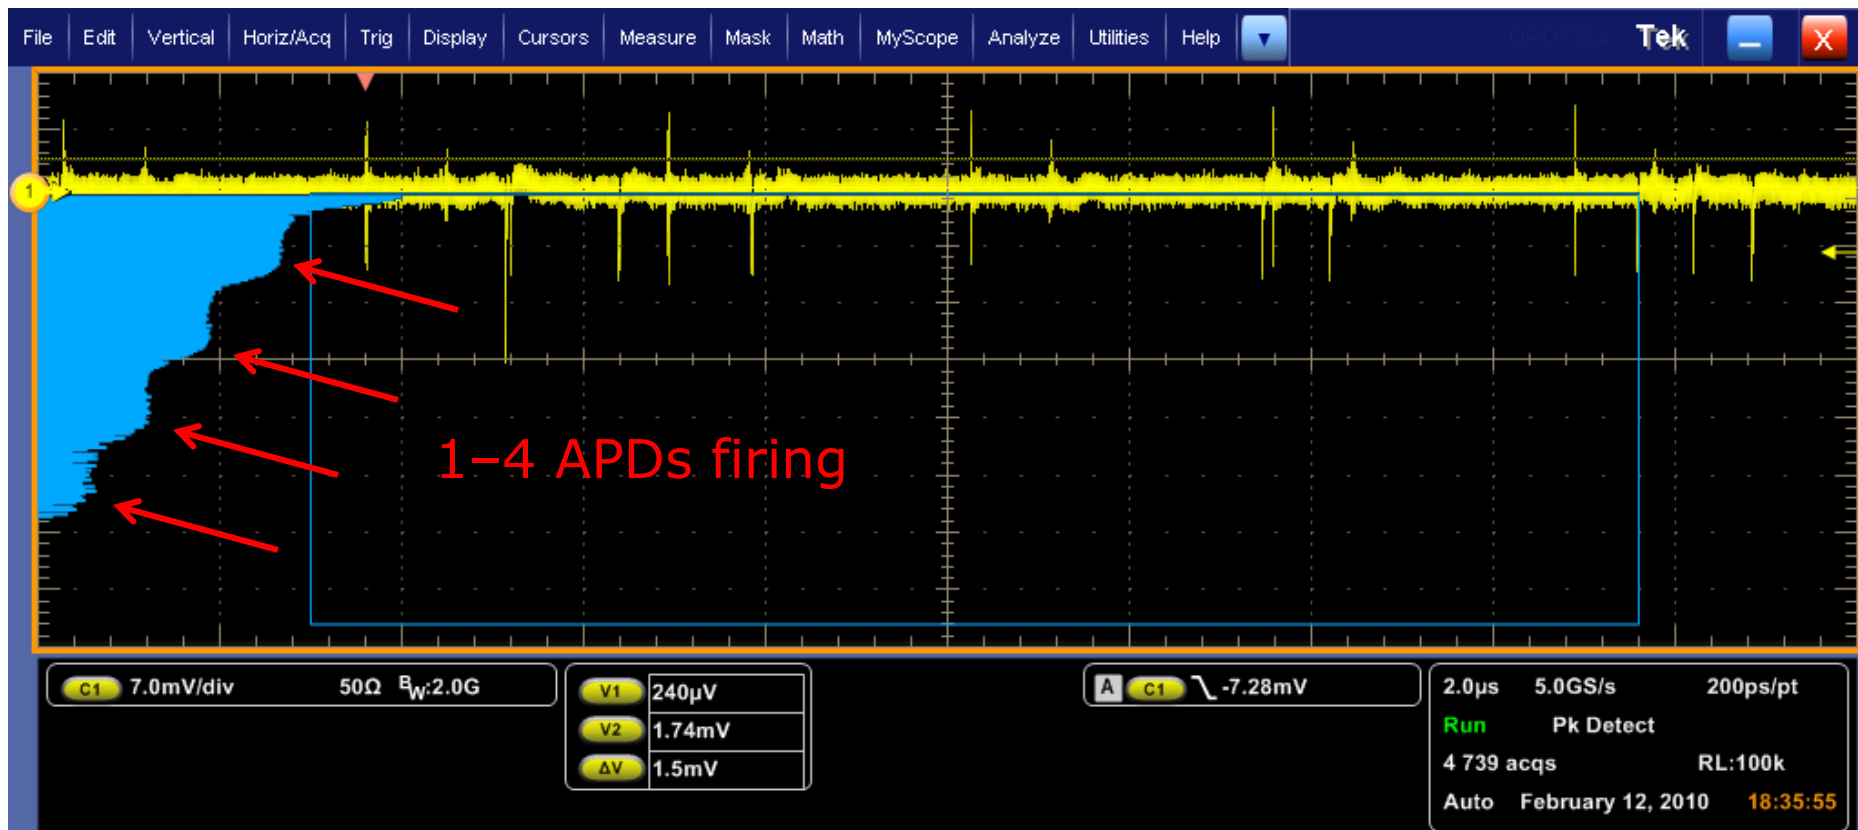 File Edit Vertical Horiz/Acq Trig Display Cursors Measure Mask Math MyScope Analyze Utilities Help Tek X
1
1–4 APDs firing
C1 7.0mV/div 50Ω BW:2.0G
V1 240µV
V2 1.74mV
ΔV 1.5mV
A C1 -7.28mV
2.0µs 5.0GS/s 200ps/pt
Run Pk Detect
4 739 acqs RL:100k
Auto February 12, 2010 18:35:55